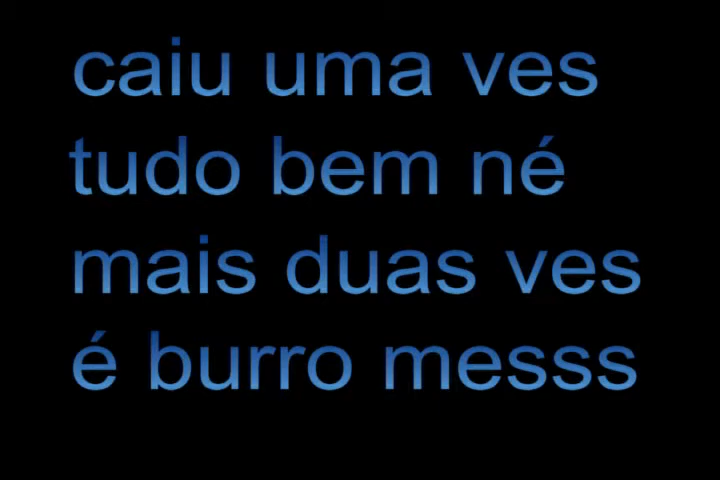 caiu uma ves
tudo bem né
mais duas ves
é burro messs